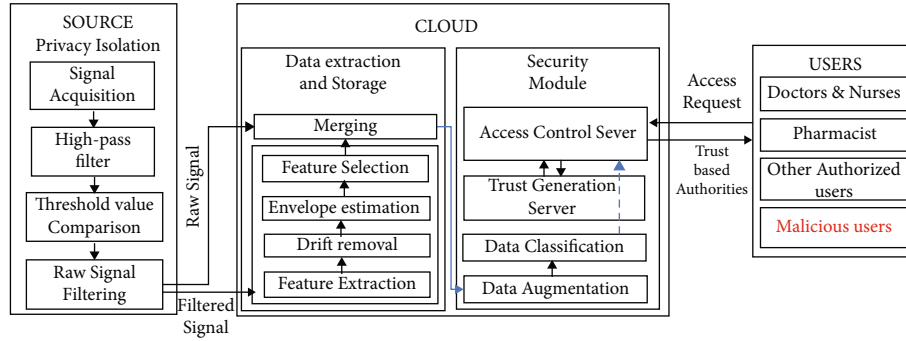 SOURCE
Privacy Isolation
Signal
Acquisition
High-pass
filter
Threshold value
Comparison
Raw Signal
Filtering
Raw Signal
Filtered
Signal
CLOUD
Data extraction
and Storage
Merging
Feature Selection
Envelope estimation
Drift removal
Feature Extraction
Security
Module
Access Control Sever
Trust Generation
Server
Data Classification
Data Augmentation
Access
Request
Trust
based
Authorities
USERS
Doctors & Nurses
Pharmacist
Other Authorized
users
Malicious users